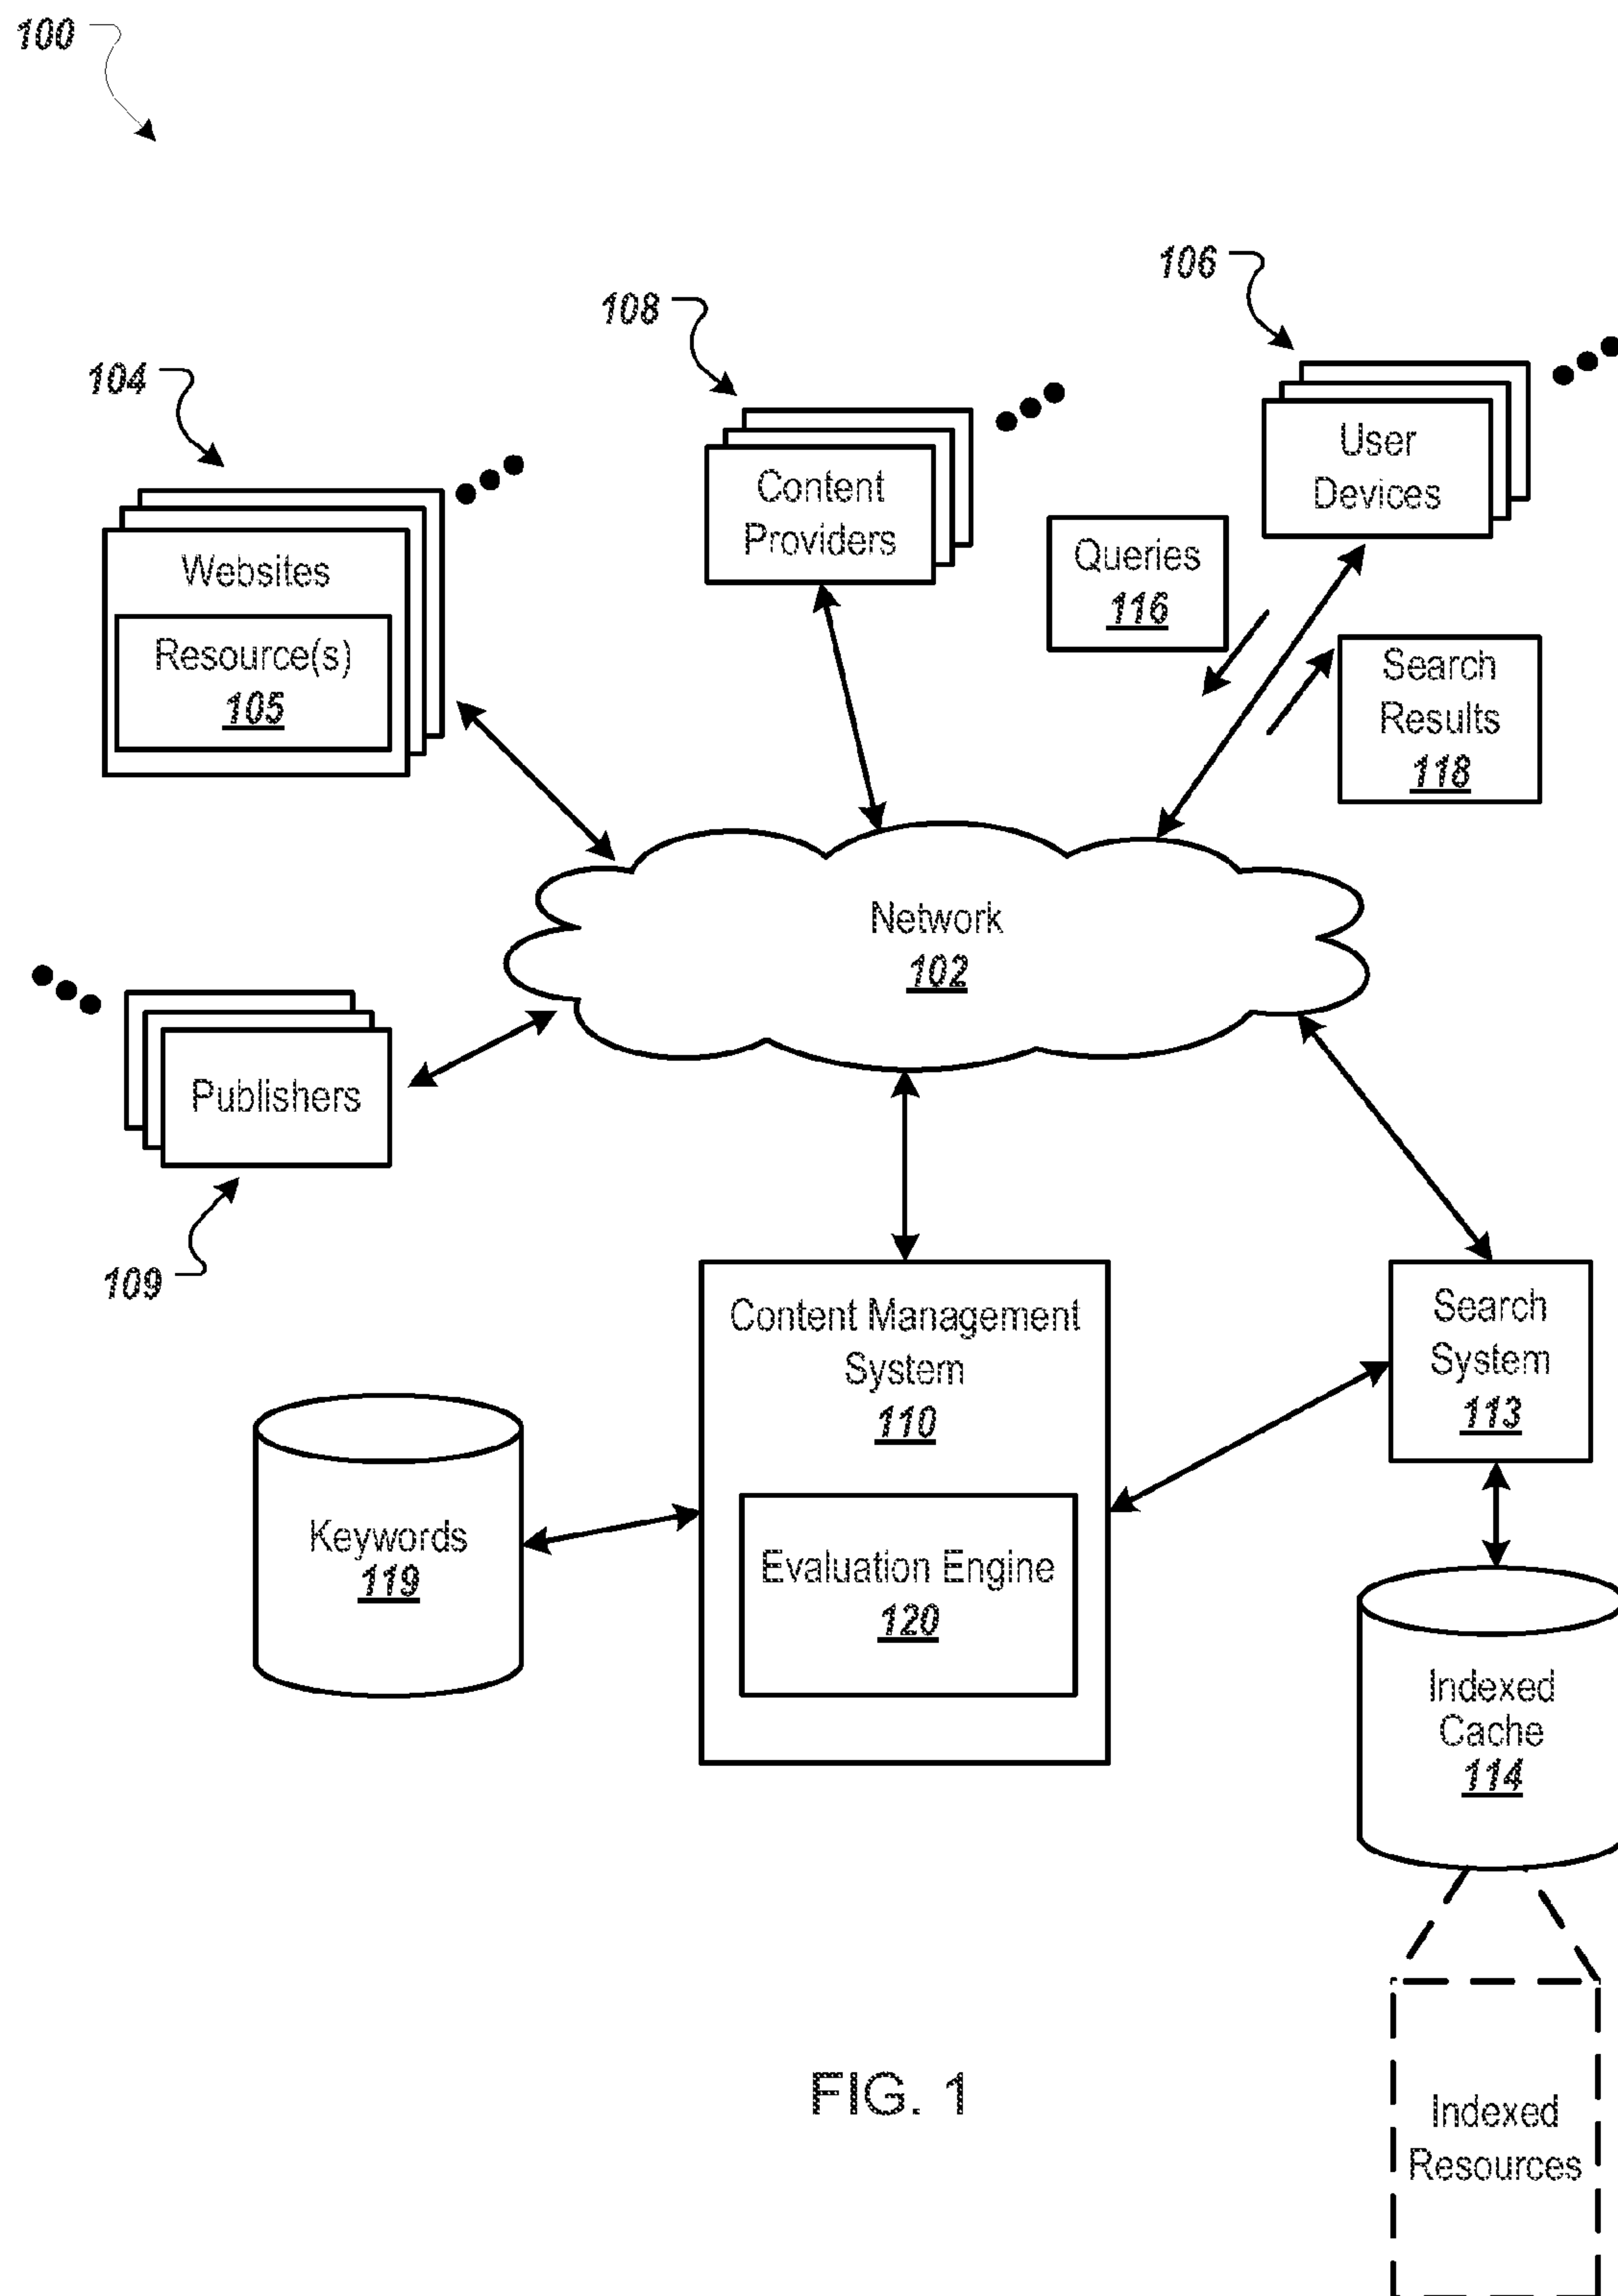 100
106
108
104
User
Devices
Content
Providers
Queries
116
Websites
Resource(s)
105
Search
Results
118
Network
102
Publishers
109
Content Management
System
110
Search
System
113
Keywords
119
Evaluation Engine
120
Indexed
Cache
114
FIG. 1
Indexed
Resources